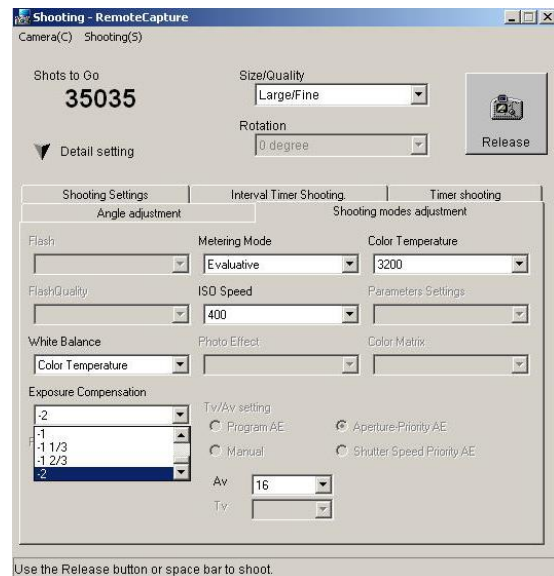 Shooting - RemoteCapture
Camera(C) Shooting(S)
Shots to Go
35035
Size/Quality
Large/Fine
Rotation
0 degree
Release
Detail setting
Shooting Settings
Interval Timer Shooting.
Timer shooting
Angle adjustment
Shooting modes adjustment
Flash
Metering Mode
Evaluative
Color Temperature
3200
FlashQuality
ISO Speed
400
Parameters Settings
White Balance
Color Temperature
Photo Effect
Color Matrix
Exposure Compensation
-2
-1
-1 1/3
-1 2/3
-2
Tv/Av setting
Program AE
Aperture-Priority AE
Manual
Shutter Speed Priority AE
Av
16
Tv
Use the Release button or space bar to shoot.